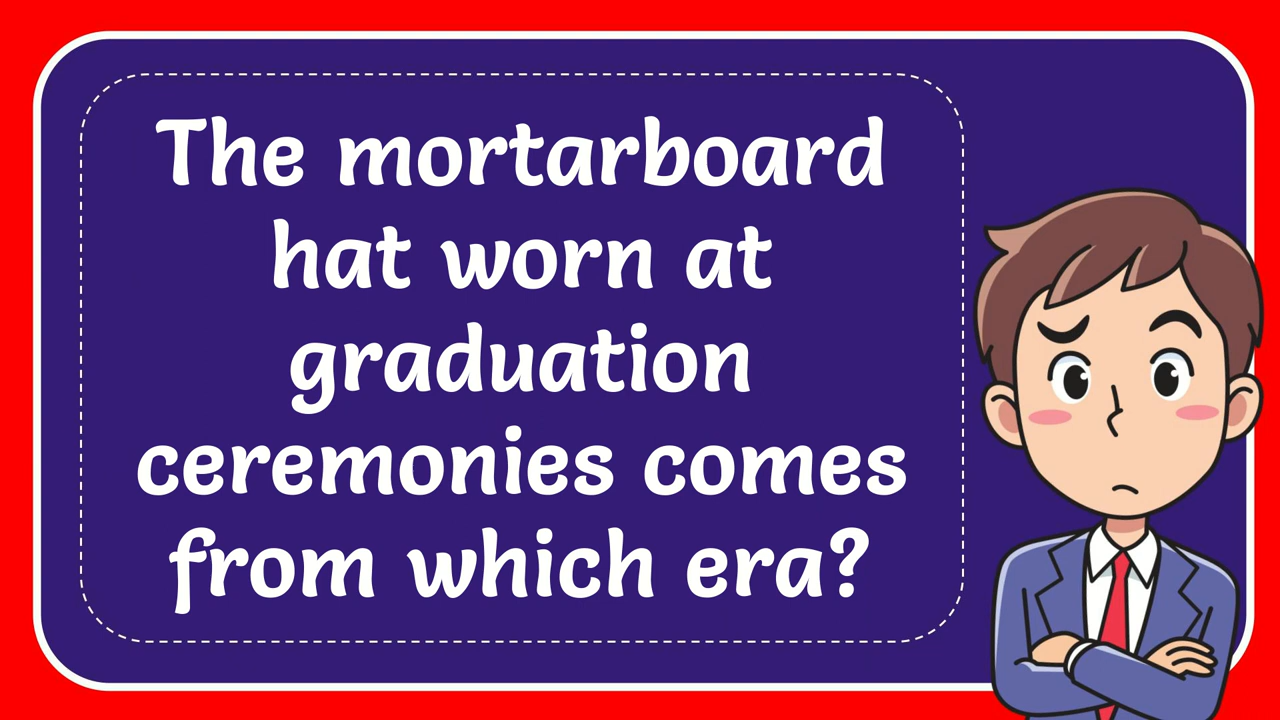 The mortarboard
hat worn at
graduation
ceremonies comes
from which era?